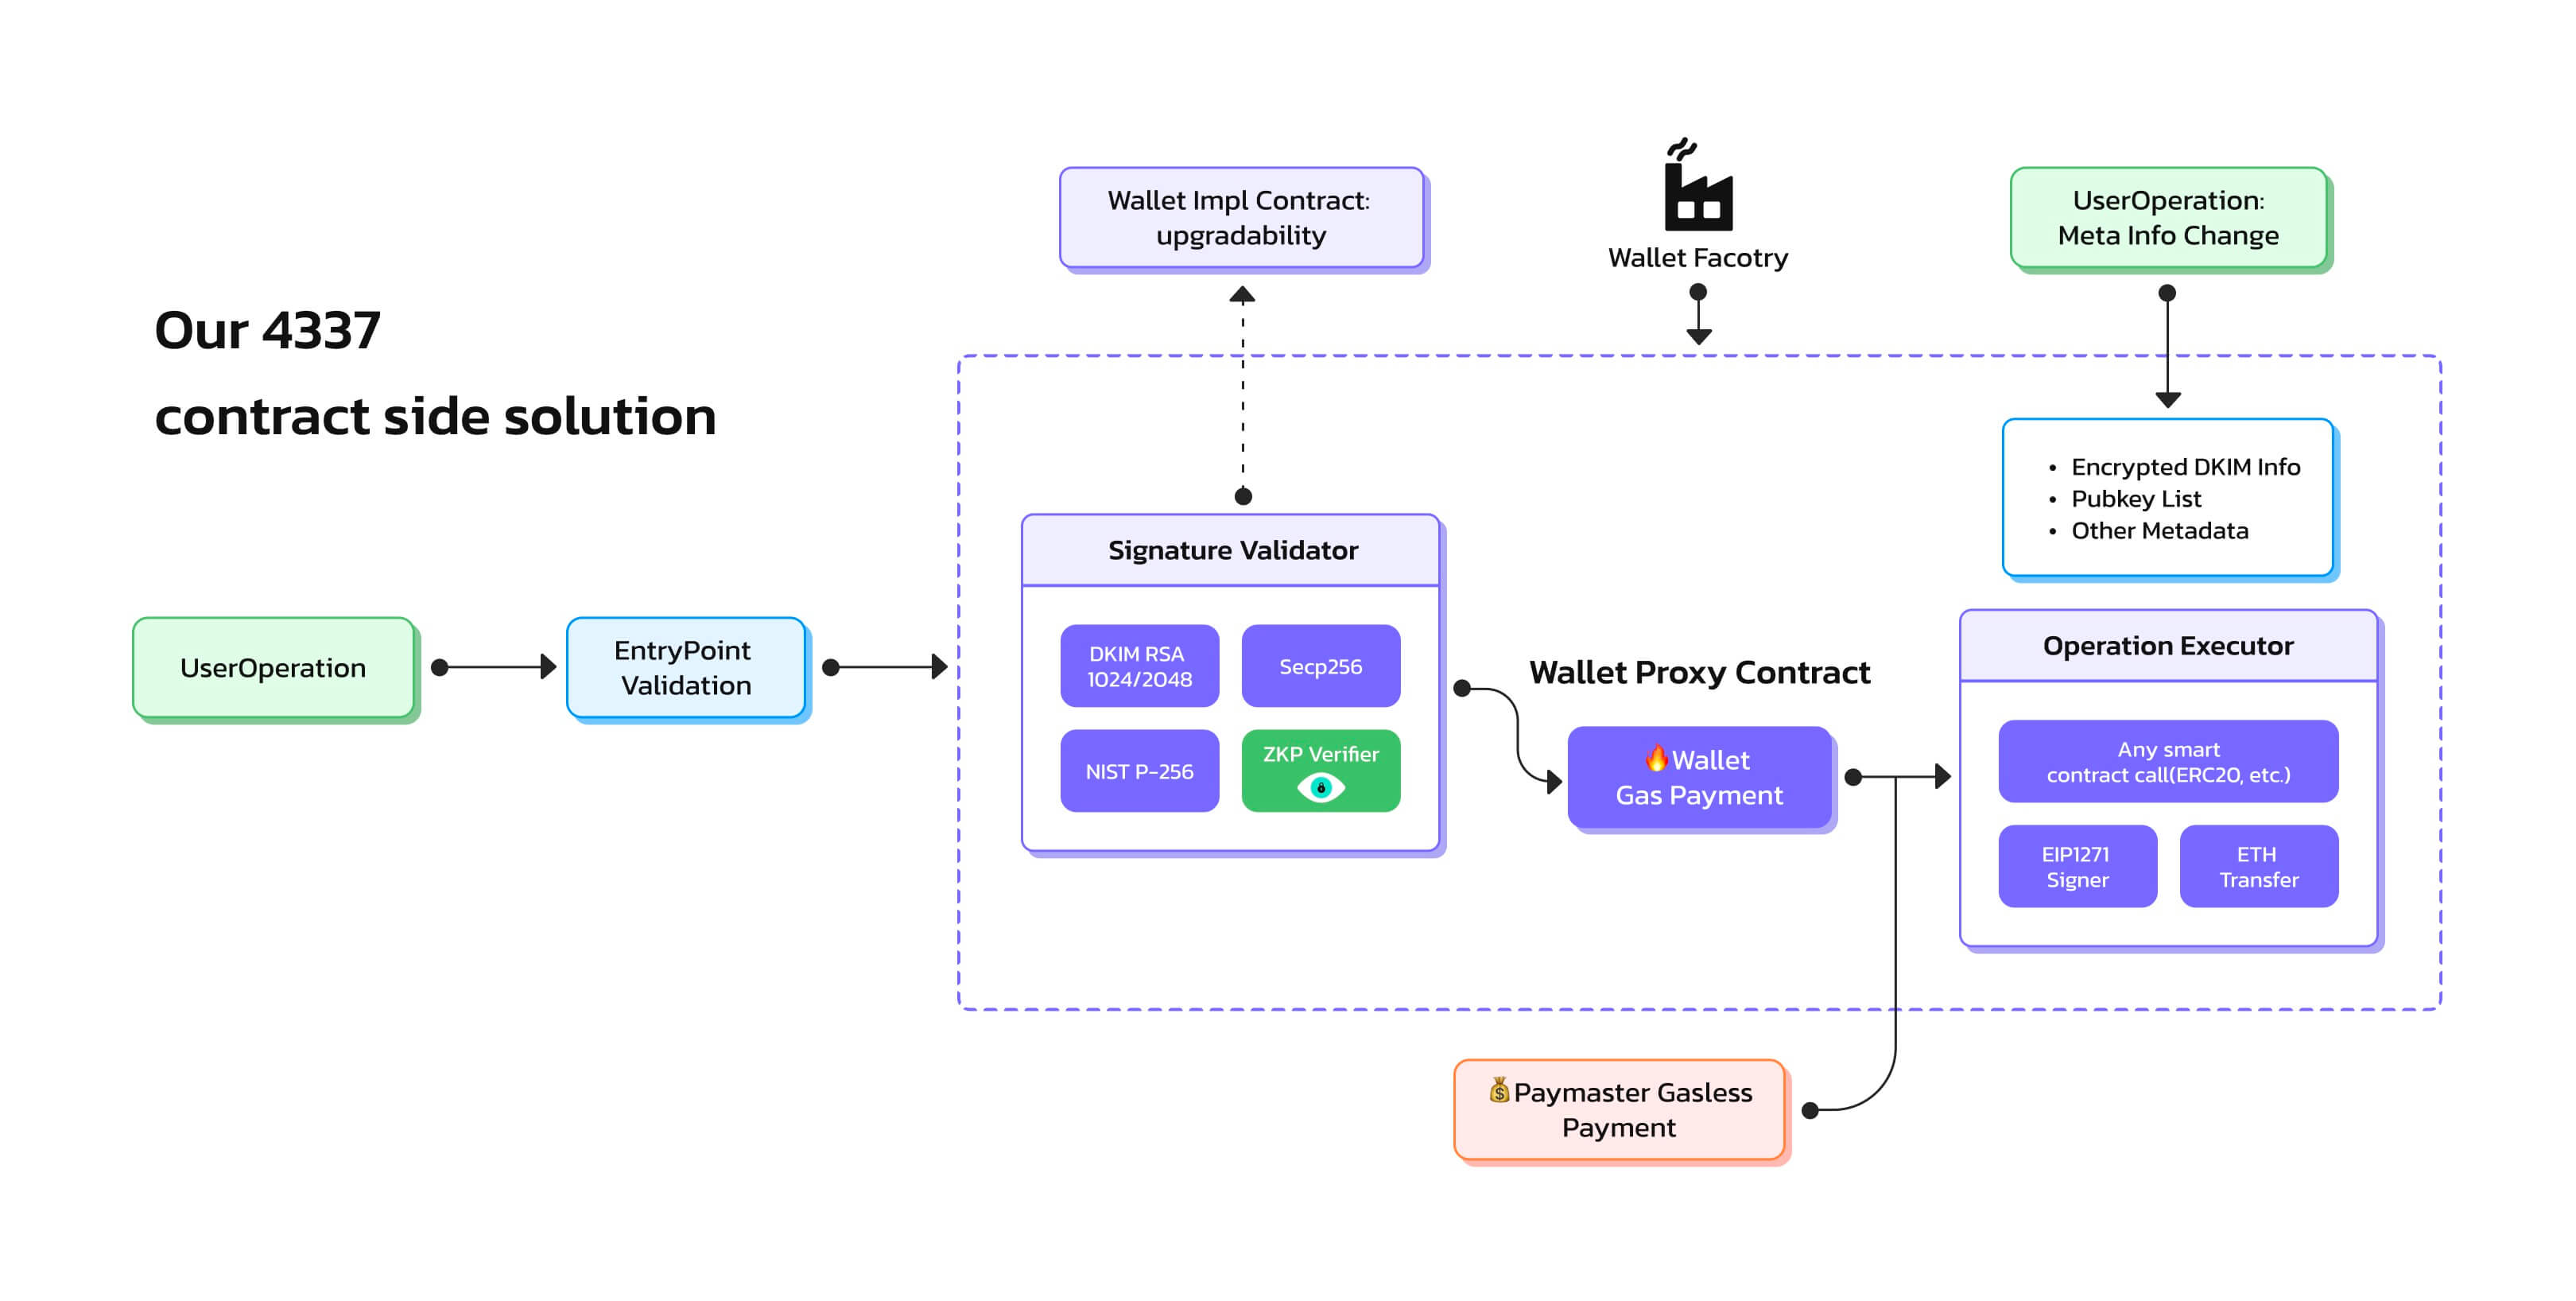 Our 4337
contract side solution
UserOperation
EntryPoint
Validation
Wallet Impl Contract:
upgradability
Wallet Facotry
UserOperation:
Meta Info Change
• Encrypted DKIM Info
• Pubkey List
• Other Metadata
Signature Validator
DKIM RSA
1024/2048
Secp256
NIST P-256
ZKP Verifier
Wallet Proxy Contract
🔥Wallet
Gas Payment
Operation Executor
Any smart
contract call(ERC20, etc.)
EIP1271
Signer
ETH
Transfer
💰Paymaster Gasless
Payment